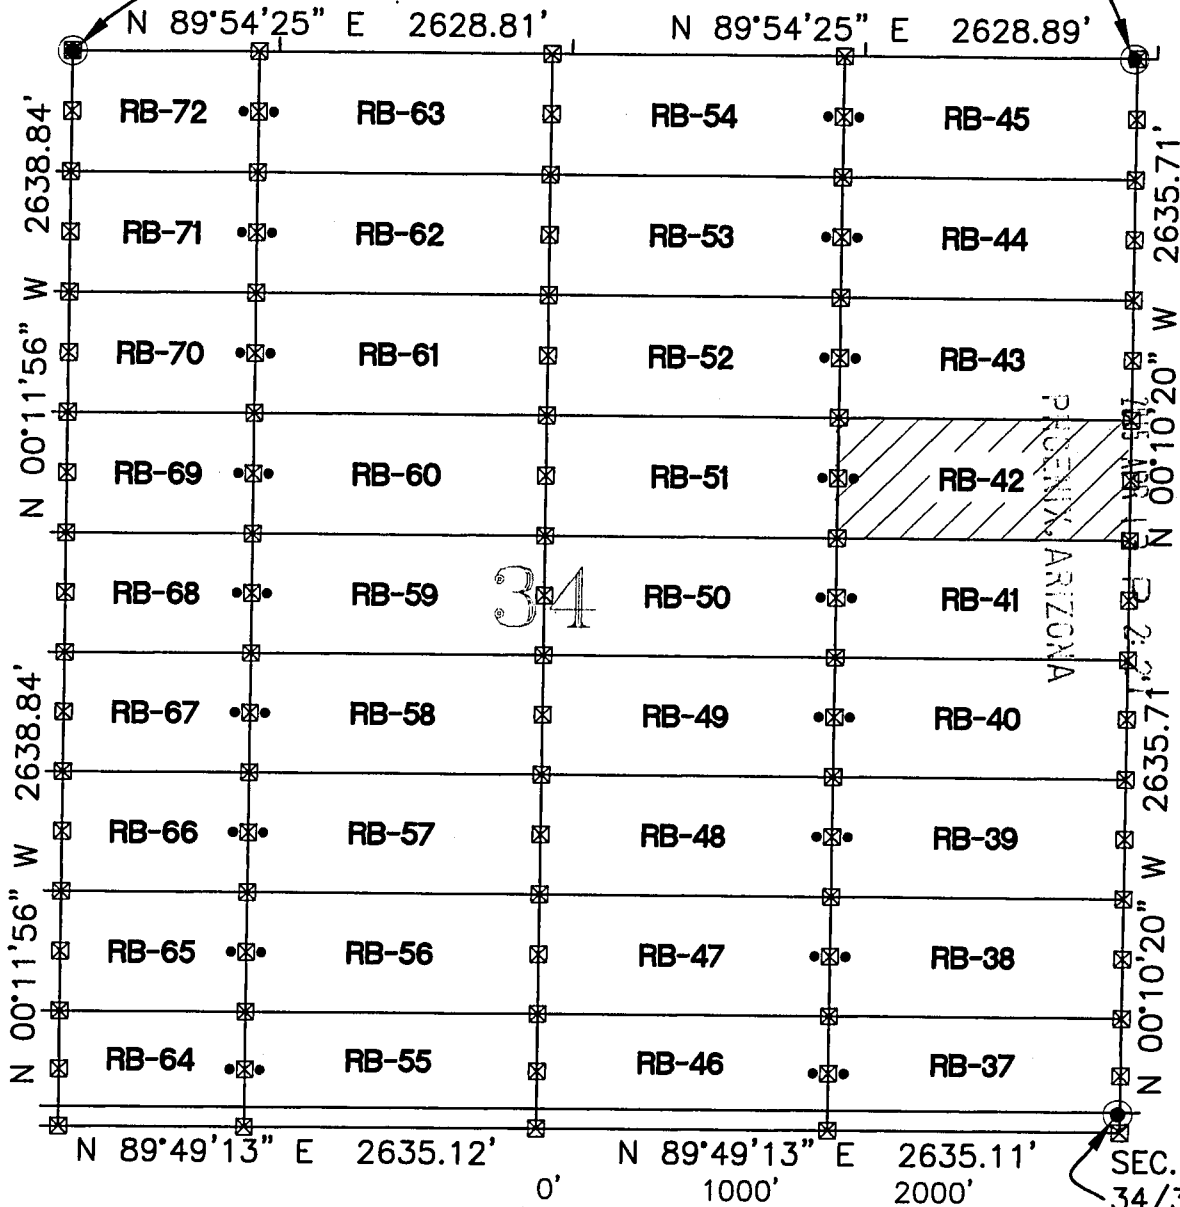 N 89°54'25" E 2628.81' N 89°54'25" E 2628.89'
RB-72 RB-63 RB-54 RB-45
N 00°11'56" W 2638.84'
N 00°10'20" W 2635.71'
RB-71 RB-62 RB-53 RB-44
RB-70 RB-61 RB-52 RB-43
RB-69 RB-60 RB-51 RB-42
PHOENIX, ARIZONA
RB-68 RB-59 RB-50 RB-41
34
RB-67 RB-58 RB-49 RB-40
N 00°11'56" W 2638.84'
N 00°10'20" W 2635.71'
RB-66 RB-57 RB-48 RB-39
RB-65 RB-56 RB-47 RB-38
RB-64 RB-55 RB-46 RB-37
N 89°49'13" E 2635.12' N 89°49'13" E 2635.11'
SEC.
0' 1000' 2000'